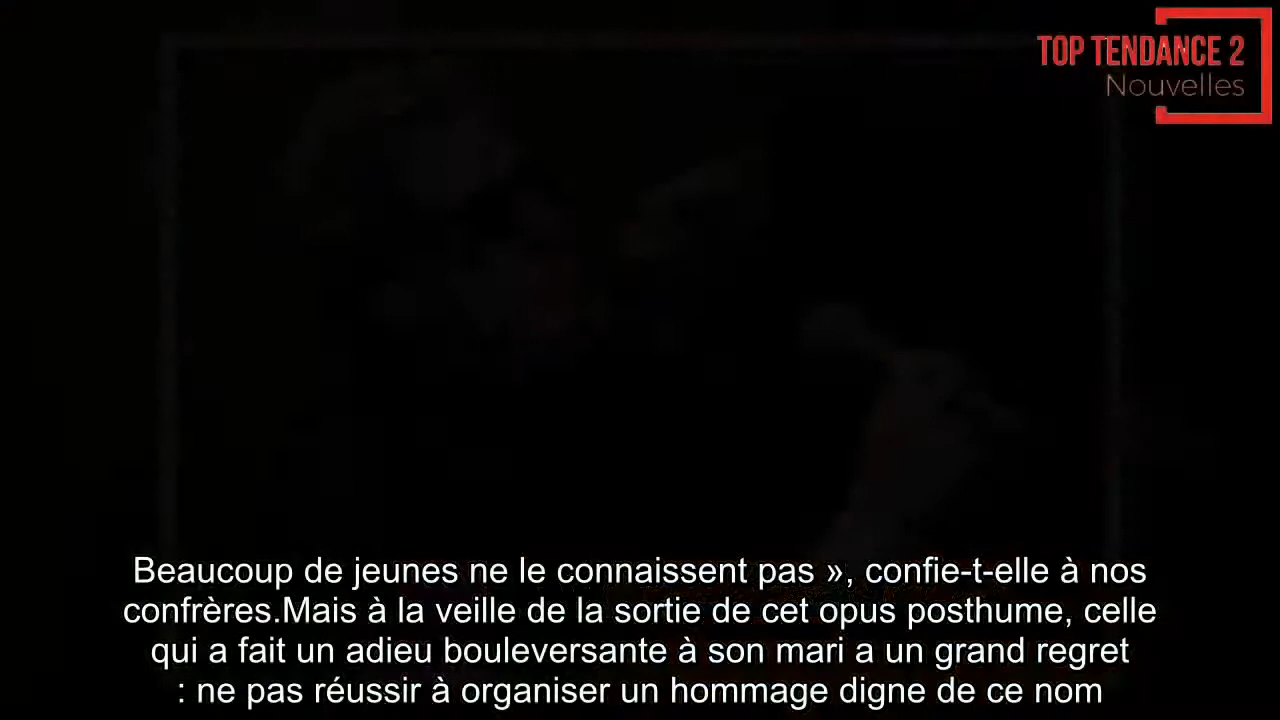 TOP TENDANCE 2
Nouvelles
Beaucoup de jeunes ne le connaissent pas », confie-t-elle à nos
confrères.Mais à la veille de la sortie de cet opus posthume, celle
qui a fait un adieu bouleversante à son mari a un grand regret
: ne pas réussir à organiser un hommage digne de ce nom